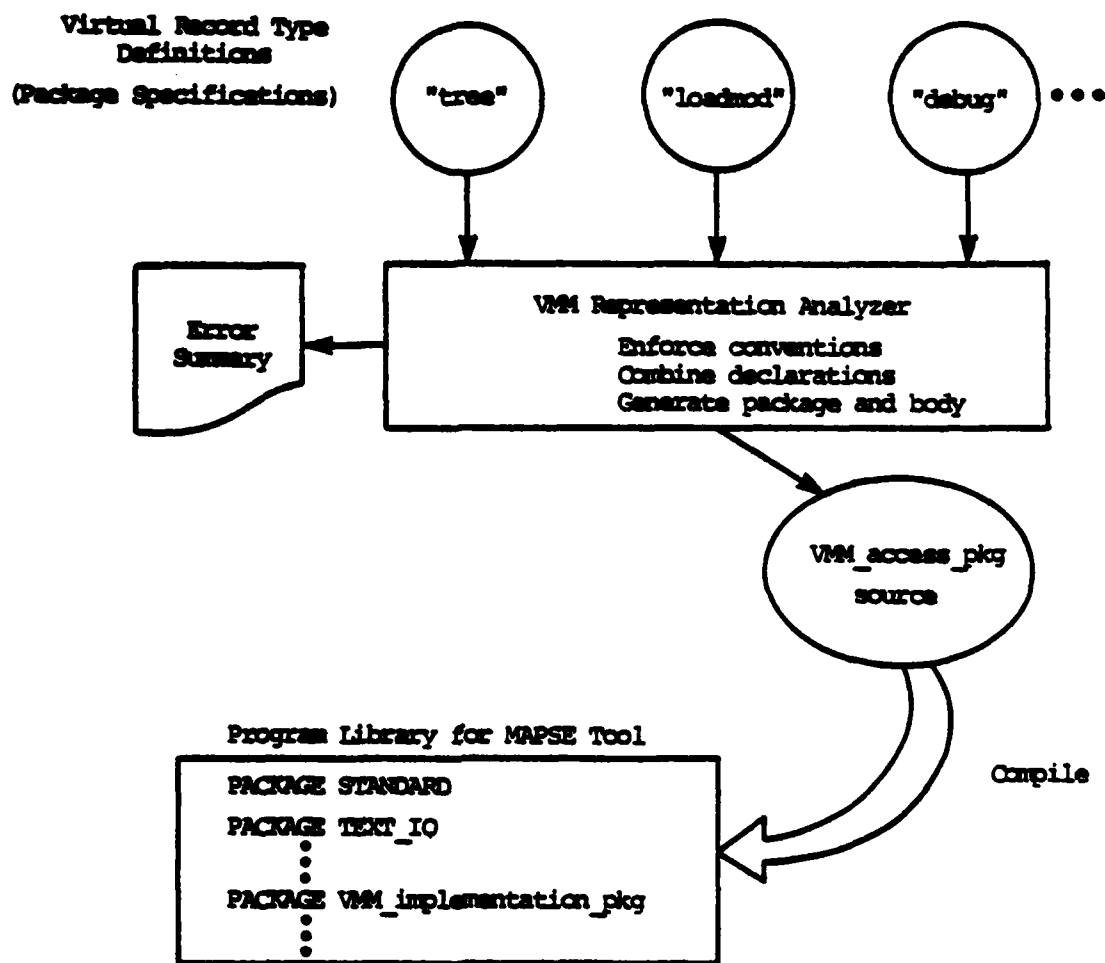 Virtual Record Type
Definitions
(Package Specifications)
"tree"
"loadmod"
"debug"
VMM Representation Analyzer
Enforce conventions
Combine declarations
Generate package and body
Error
Summary
VMM_access_pkg
source
Compile
Program Library for MAPSE Tool
PACKAGE STANDARD
PACKAGE TEXT_IO
PACKAGE VMM_implementation_pkg